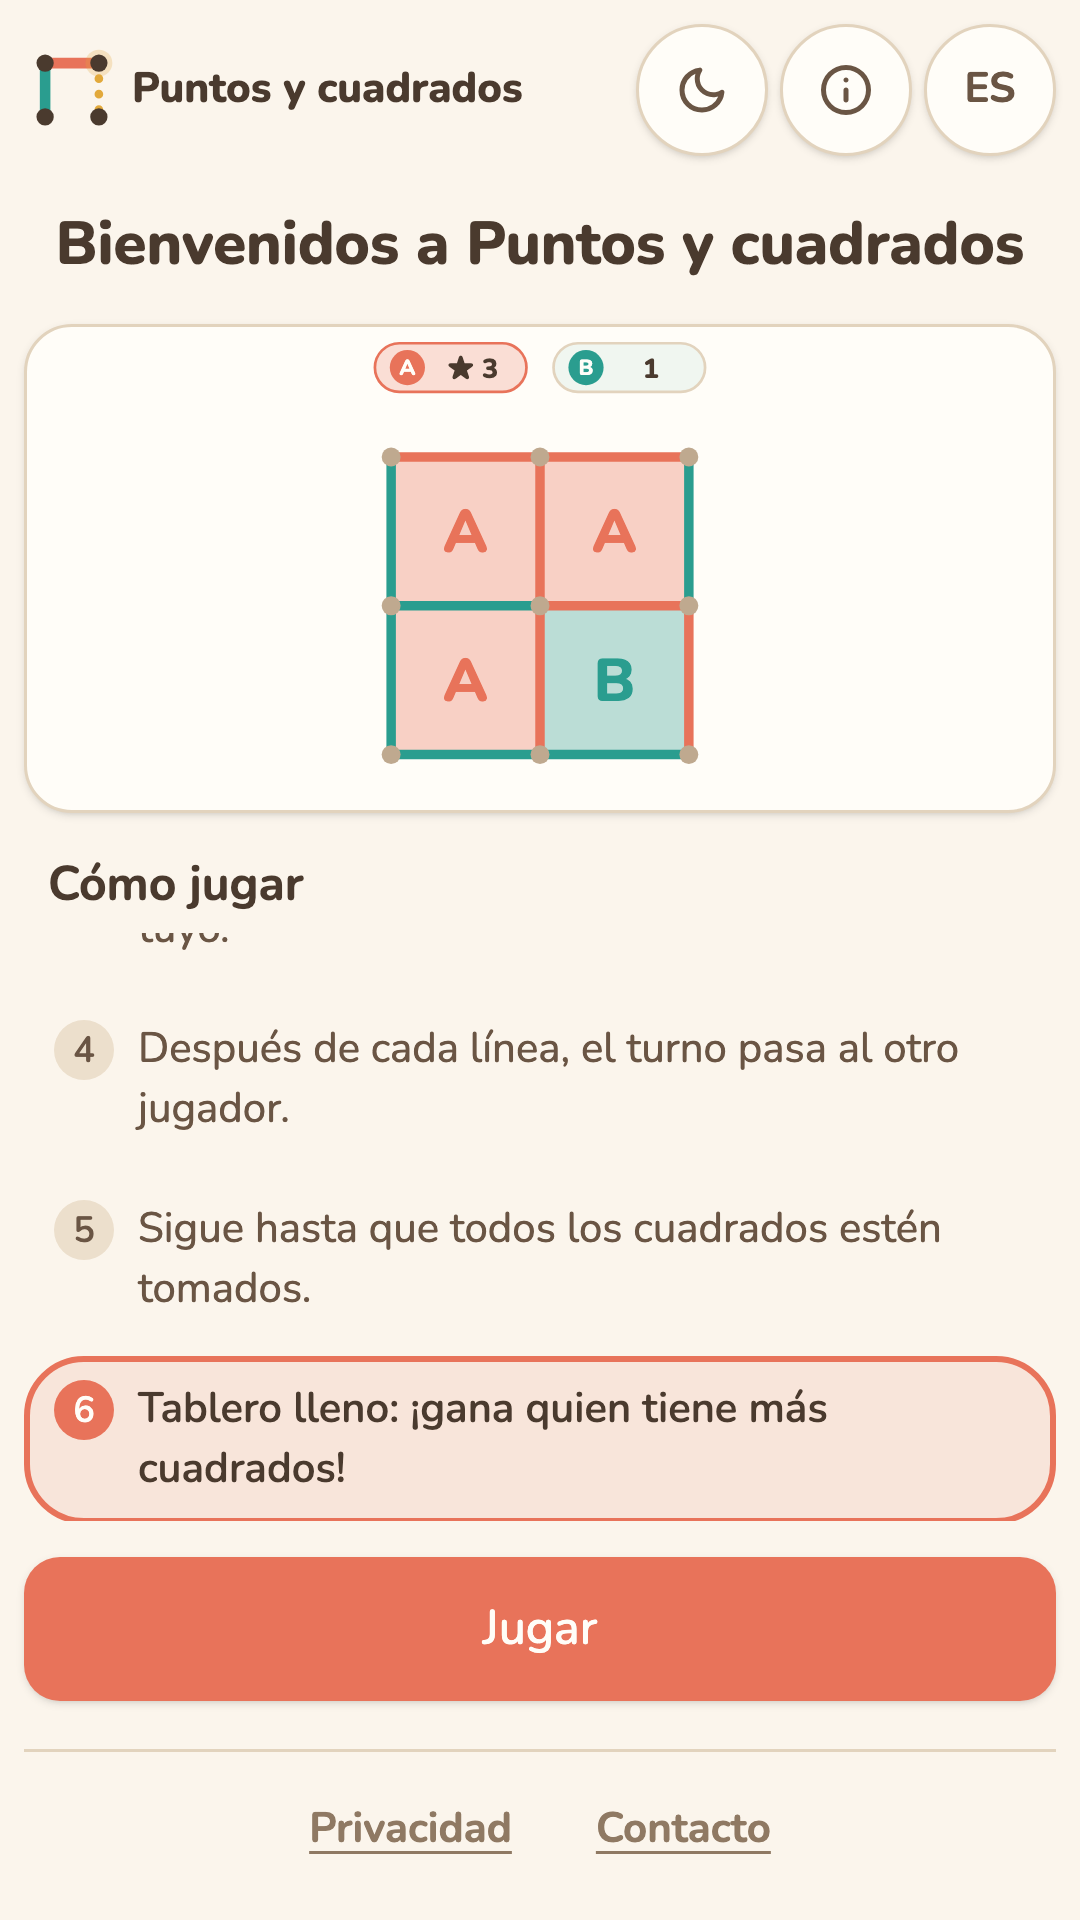 Puntos y cuadrados
ES
Bienvenidos a Puntos y cuadrados
A ★ 3
B 1
A A
A B
Cómo jugar
tuyo.
4 Después de cada línea, el turno pasa al otro
jugador.
5 Sigue hasta que todos los cuadrados estén
tomados.
6 Tablero lleno: ¡gana quien tiene más
cuadrados!
Jugar
Privacidad Contacto